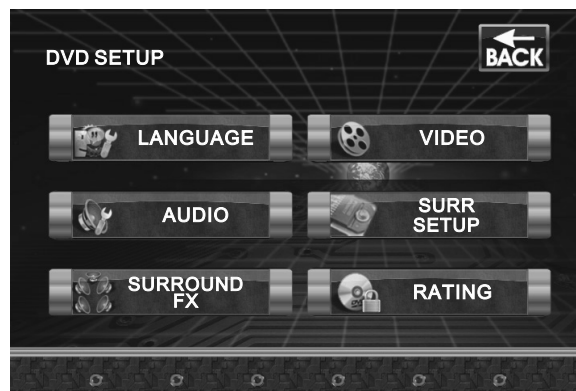 DVD SETUP
BACK
LANGUAGE
VIDEO
AUDIO
SURR
SETUP
SURROUND
FX
RATING